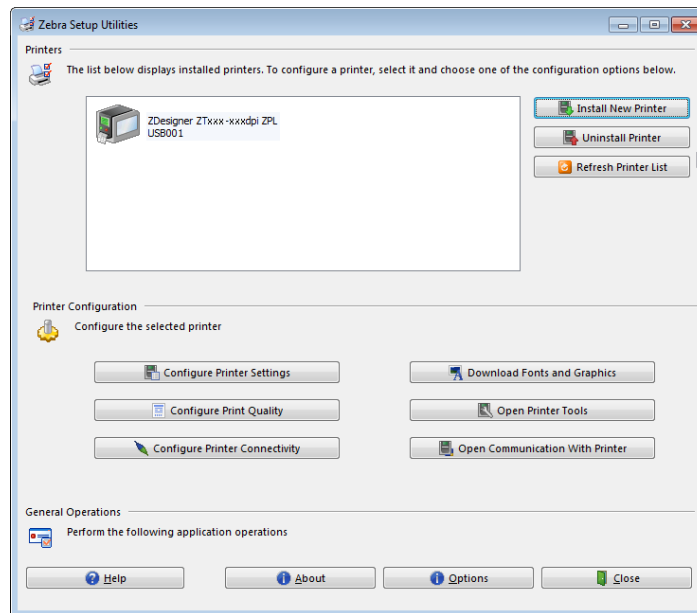 Zebra Setup Utilities
Printers
The list below displays installed printers. To configure a printer, select it and choose one of the configuration options below.
ZDesigner ZTxxx-xxxdpi ZPL
USB001
Install New Printer
Uninstall Printer
Refresh Printer List
Printer Configuration
Configure the selected printer
Configure Printer Settings
Download Fonts and Graphics
Configure Print Quality
Open Printer Tools
Configure Printer Connectivity
Open Communication With Printer
General Operations
Perform the following application operations
Help
About
Options
Close